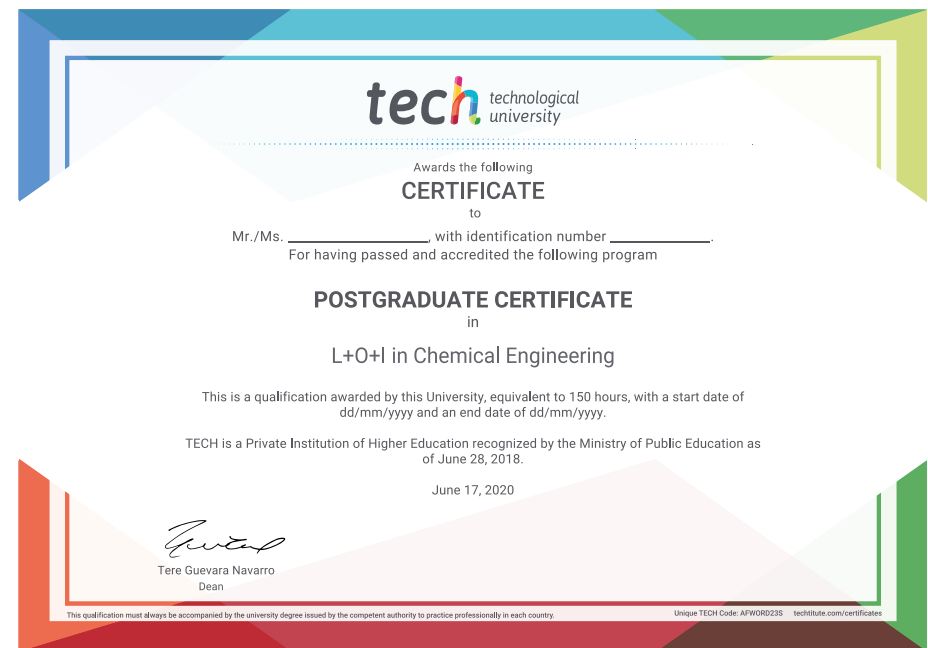 tech technological
university
Awards the following
CERTIFICATE
to
Mr./Ms. ____________________, with identification number ______________.
For having passed and accredited the following program
POSTGRADUATE CERTIFICATE
in
L+O+I in Chemical Engineering
This is a qualification awarded by this University, equivalent to 150 hours, with a start date of
dd/mm/yyyy and an end date of dd/mm/yyyy.
TECH is a Private Institution of Higher Education recognized by the Ministry of Public Education as
of June 28, 2018.
June 17, 2020
Tere Guevara Navarro
Dean
This qualification must always be accompanied by the university degree issued by the competent authority to practice professionally in each country.
Unique TECH Code: AFWORD23S techtitute.com/certificates